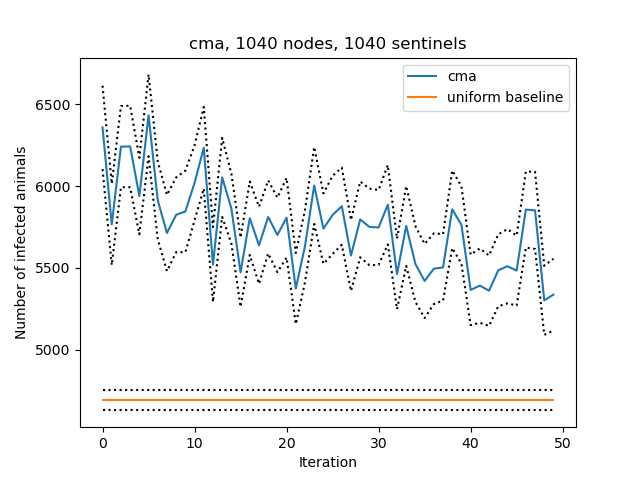 cma, 1040 nodes, 1040 sentinels
cma
uniform baseline
Number of infected animals
6500
6000
5500
5000
0
10
20
30
40
50
Iteration